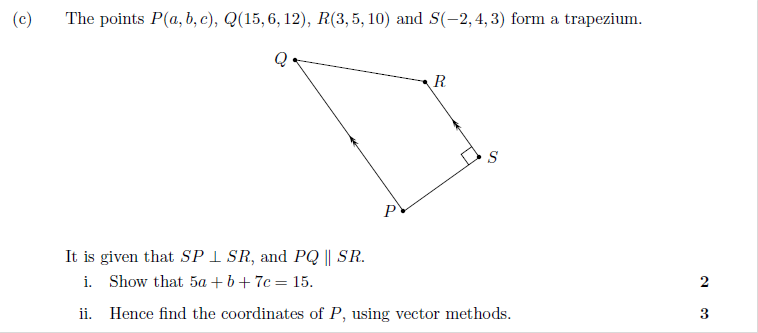 (c) The points P(a, b, c), Q(15, 6, 12), R(3, 5, 10) and S(−2, 4, 3) form a trapezium.
Q
R
S
P
It is given that SP ⊥ SR, and PQ ∥ SR.
i. Show that 5a + b + 7c = 15. 2
ii. Hence find the coordinates of P, using vector methods. 3